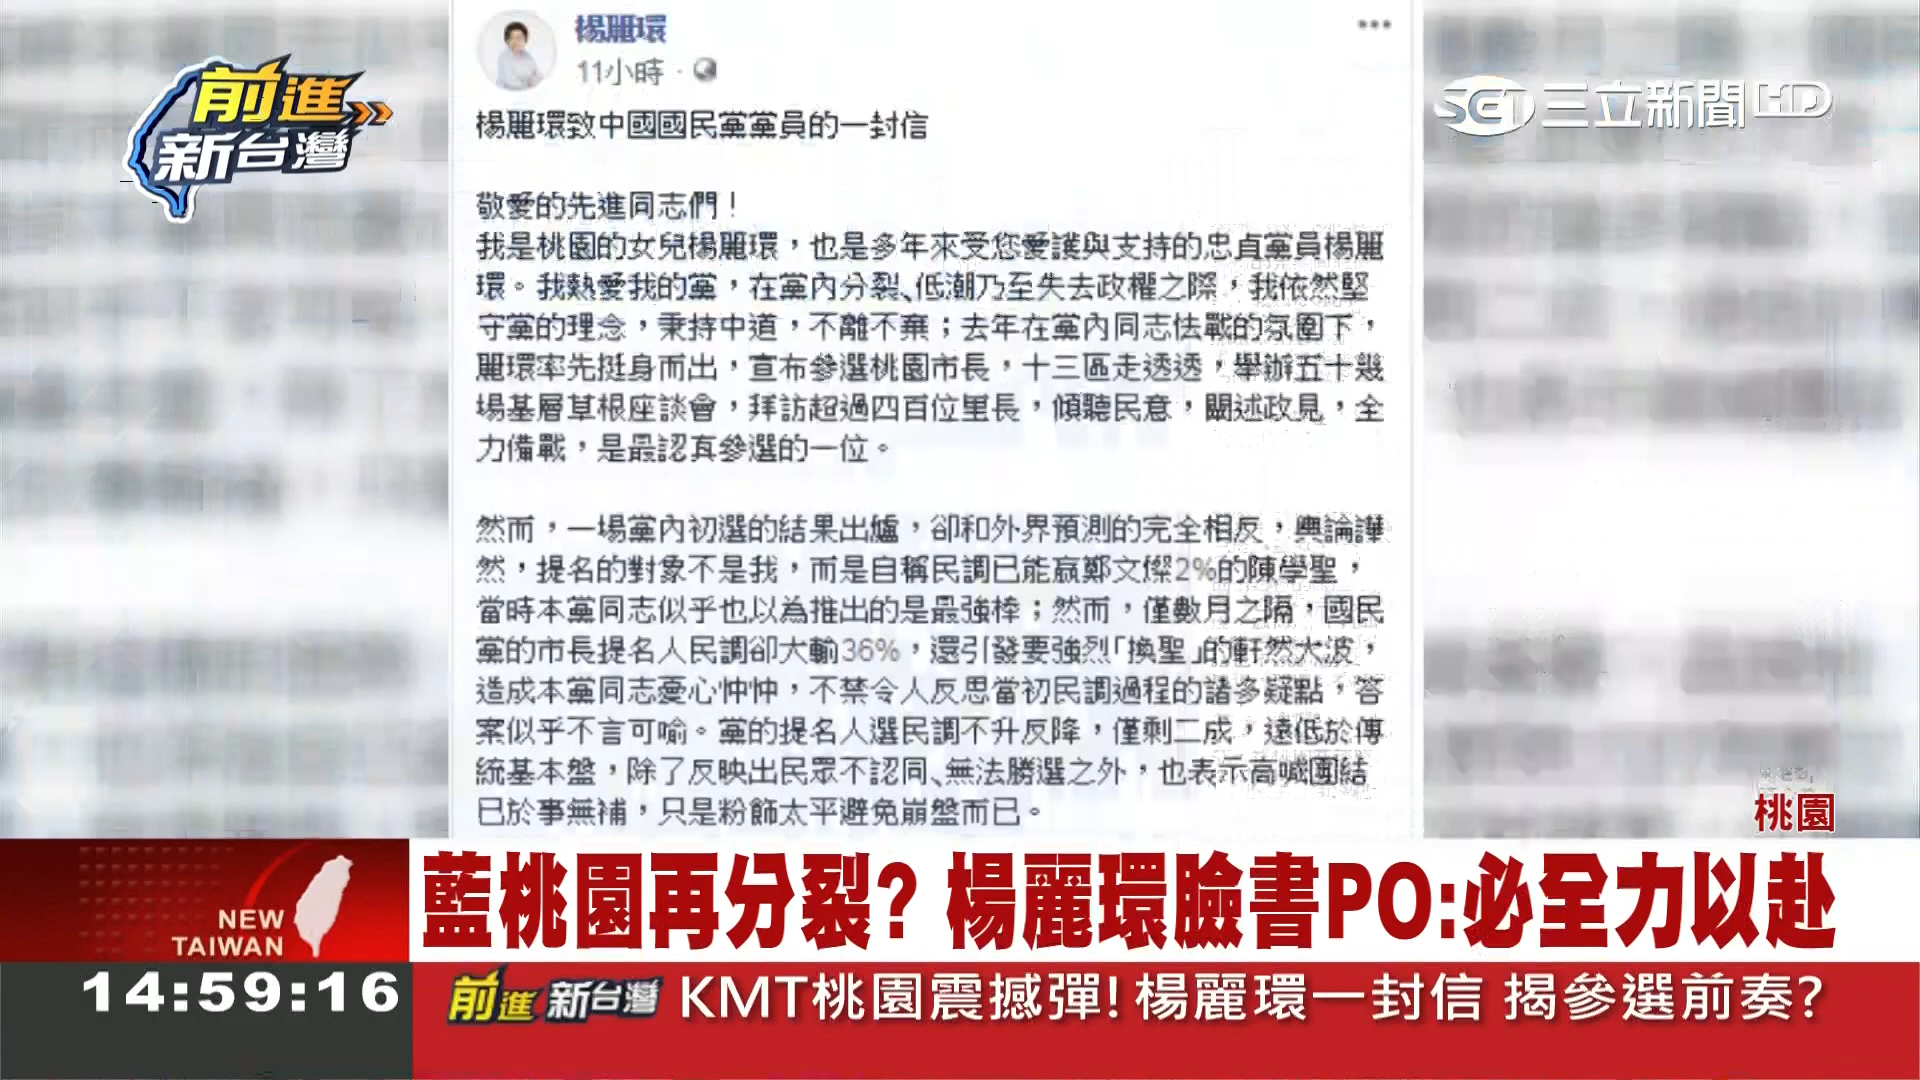 楊麗環
11小時
楊麗環致中國國民黨黨員的一封信
敬愛的先進同志們！
我是桃園的女兒楊麗環，也是多年來受您愛護與支持的忠貞黨員楊麗
環。我熱愛我的黨，在黨內分裂、低潮乃至失去政權之際，我依然堅
守黨的理念，秉持中道，不離不棄；去年在黨內同志怯戰的氛圍下，
麗環率先挺身而出，宣布參選桃園市長，十三區走透透，舉辦五十幾
場基層草根座談會，拜訪超過四百位里長，傾聽民意，闡述政見，全
力備戰，是最認真參選的一位。
然而，一場黨內初選的結果出爐，卻和外界預測的完全相反，輿論譁
然，提名的對象不是我，而是自稱民調已能贏鄭文燦2%的陳學聖，
當時本黨同志似乎也以為推出的是最強棒；然而，僅數月之隔，國民
黨的市長提名人民調卻大輸36%，還引發要強烈「換聖」的軒然大波，
造成本黨同志憂心忡忡，不禁令人反思當初民調過程的諸多疑點，答
案似乎不言可喻。黨的提名人選民調不升反降，僅剩二成，遠低於傳
統基本盤，除了反映出民眾不認同、無法勝選之外，也表示高喊團結
已於事無補，只是粉飾太平避免崩盤而已。
前進
新台灣
SET三立新聞HD
桃園
NEW
TAIWAN
藍桃園再分裂? 楊麗環臉書PO:必全力以赴
14:59:16
前進新台灣 KMT桃園震撼彈!楊麗環一封信 揭參選前奏?